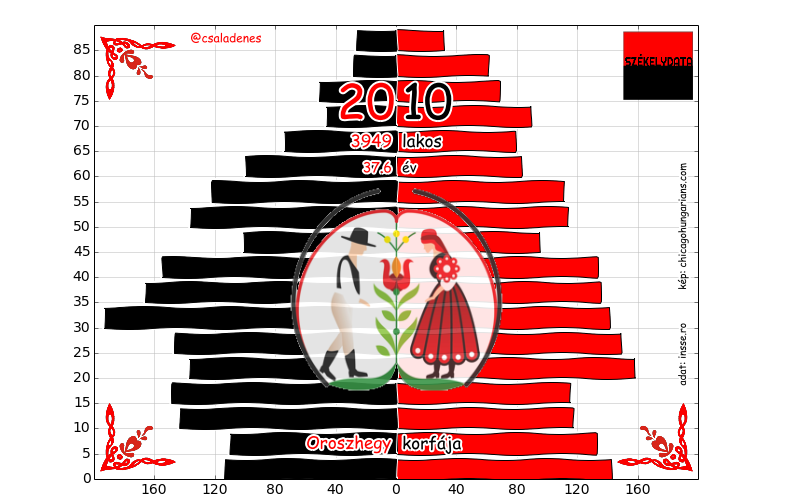 @csaladenes
SZÉKELYDATA
2010
3949 lakos
37.6 év
Oroszhegy korfája
kép: chicagohungarians.com
adat: insse.ro
85
80
75
70
65
60
55
50
45
40
35
30
25
20
15
10
5
0
160 120 80 40 0 40 80 120 160